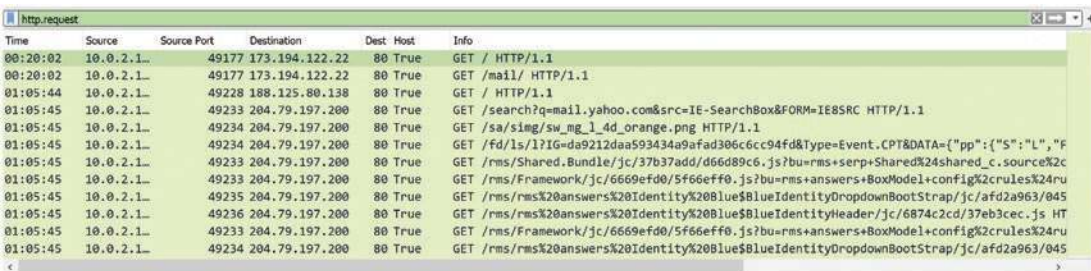 http.request
Time Source Source Port Destination Dest Host Info
00:20:02 10.0.2.1… 49177 173.194.122.22 80 True GET / HTTP/1.1
00:20:02 10.0.2.1… 49177 173.194.122.22 80 True GET /mail/ HTTP/1.1
01:05:44 10.0.2.1… 49228 188.125.80.138 80 True GET / HTTP/1.1
01:05:45 10.0.2.1… 49233 204.79.197.200 80 True GET /search?q=mail.yahoo.com&src=IE-SearchBox&FORM=IE8SRC HTTP/1.1
01:05:45 10.0.2.1… 49234 204.79.197.200 80 True GET /sa/simg/sw_mg_l_4d_orange.png HTTP/1.1
01:05:45 10.0.2.1… 49234 204.79.197.200 80 True GET /fd/ls/l?IG=da9212daa593434a9afad306c6cc94fd&Type=Event.CPT&DATA={"pp":{"S":"L","F
01:05:45 10.0.2.1… 49233 204.79.197.200 80 True GET /rms/Shared.Bundle/jc/37b37add/d66d89c6.js?bu=rms+serp+Shared%24shared_c.source%2c
01:05:45 10.0.2.1… 49233 204.79.197.200 80 True GET /rms/Framework/jc/6669efd0/5f66eff0.js?bu=rms+answers+BoxModel+config%2crules%24ru
01:05:45 10.0.2.1… 49235 204.79.197.200 80 True GET /rms/rms%20answers%20Identity%20Blue$BlueIdentityDropdownBootStrap/jc/afd2a963/045
01:05:45 10.0.2.1… 49236 204.79.197.200 80 True GET /rms/rms%20answers%20Identity%20Blue$BlueIdentityHeader/jc/6874c2cd/37eb3cec.js HT
01:05:45 10.0.2.1… 49233 204.79.197.200 80 True GET /rms/Framework/jc/6669efd0/5f66eff0.js?bu=rms+answers+BoxModel+config%2crules%24ru
01:05:45 10.0.2.1… 49234 204.79.197.200 80 True GET /rms/rms%20answers%20Identity%20Blue$BlueIdentityDropdownBootStrap/jc/afd2a963/045